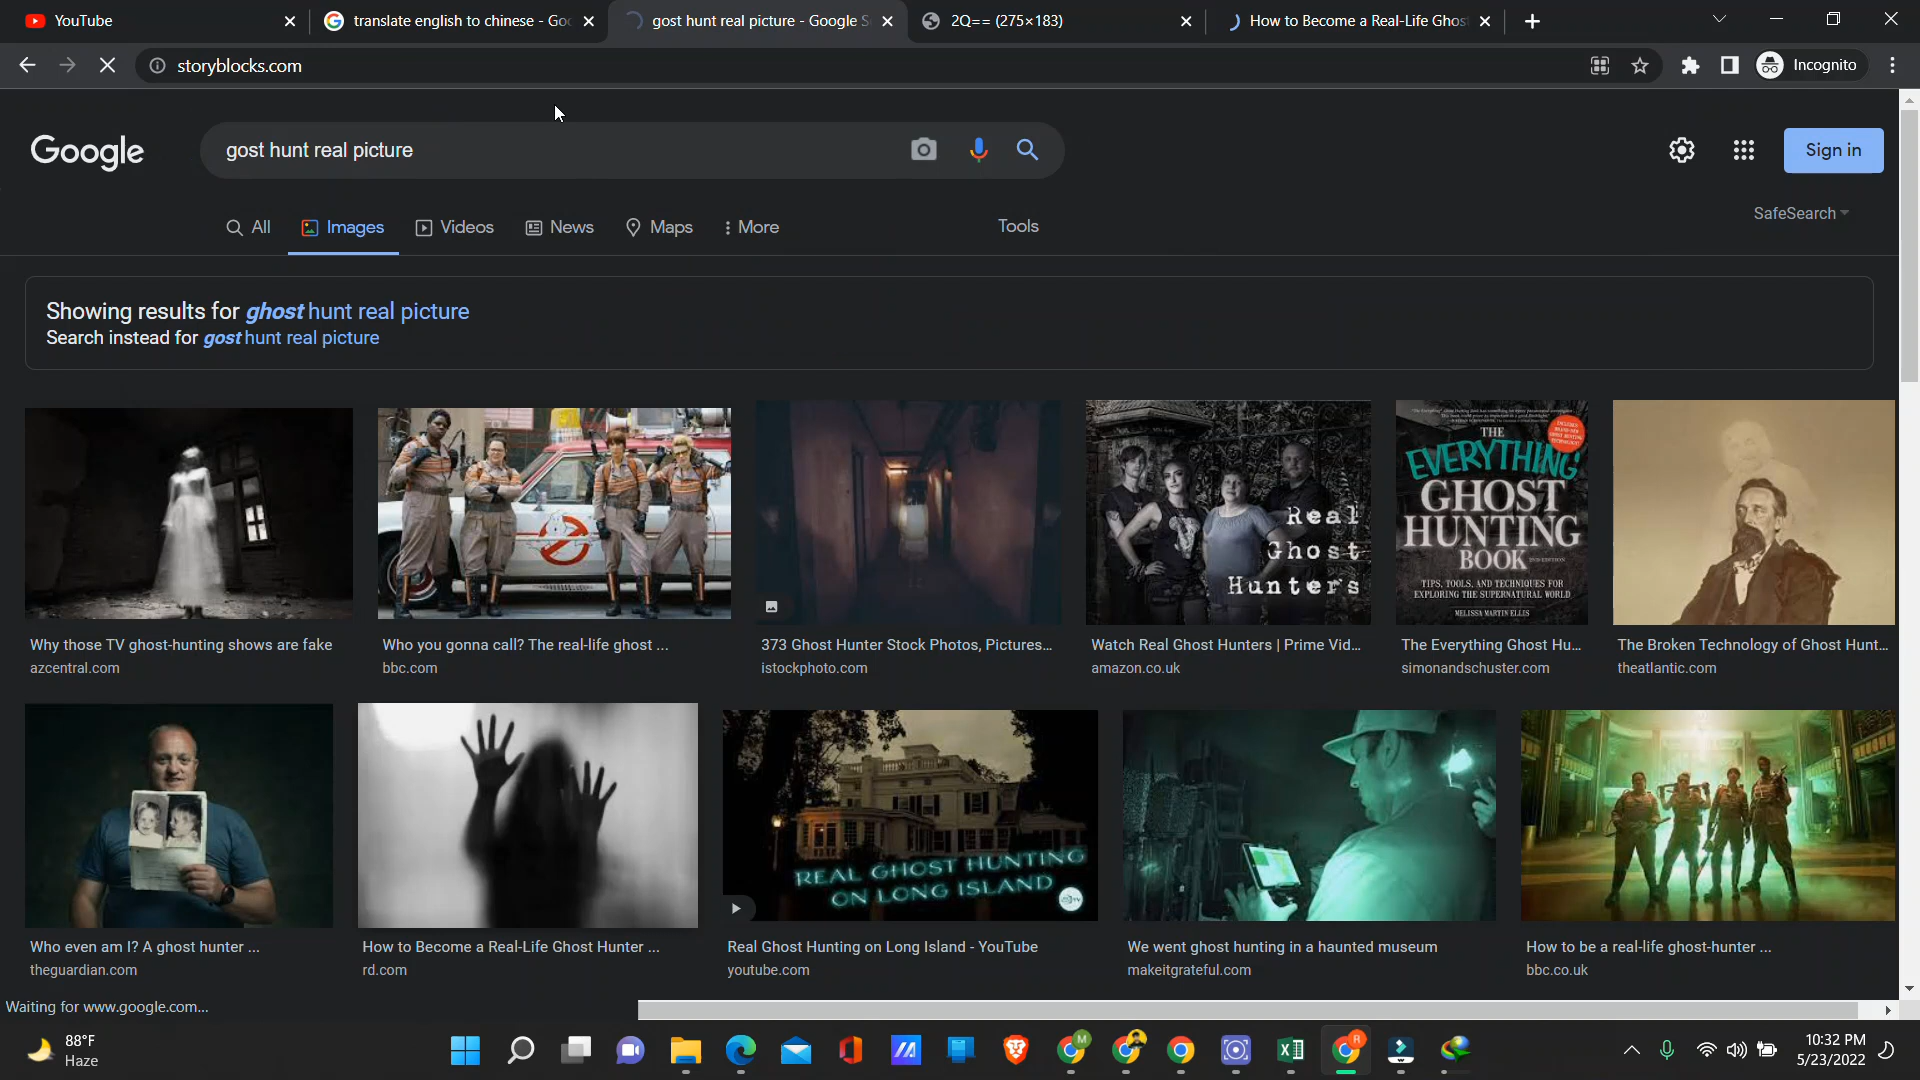 YouTube
translate english to chinese - Goo
gost hunt real picture - Google S
2Q== (275×183)
How to Become a Real-Life Ghos
storyblocks.com
Incognito
Google
gost hunt real picture
Sign in
All
Images
Videos
News
Maps
More
Tools
SafeSearch
Showing results for ghost hunt real picture
Search instead for gost hunt real picture
Real
Ghost
Hunters
THE
EVERYTHING
GHOST
HUNTING
BOOK
TIPS, TOOLS, AND TECHNIQUES FOR
EXPLORING THE SUPERNATURAL WORLD
MELISSA MARTIN ELLIS
Why those TV ghost-hunting shows are fake
azcentral.com
Who you gonna call? The real-life ghost ...
bbc.com
373 Ghost Hunter Stock Photos, Pictures...
istockphoto.com
Watch Real Ghost Hunters | Prime Vid...
amazon.co.uk
The Everything Ghost Hu...
simonandschuster.com
The Broken Technology of Ghost Hunt...
theatlantic.com
REAL GHOST HUNTING
ON LONG ISLAND
Who even am I? A ghost hunter ...
theguardian.com
How to Become a Real-Life Ghost Hunter ...
rd.com
Real Ghost Hunting on Long Island - YouTube
youtube.com
We went ghost hunting in a haunted museum
makeitgrateful.com
How to be a real-life ghost-hunter ...
bbc.co.uk
Waiting for www.google.com...
88°F
Haze
M
R
10:32 PM
5/23/2022